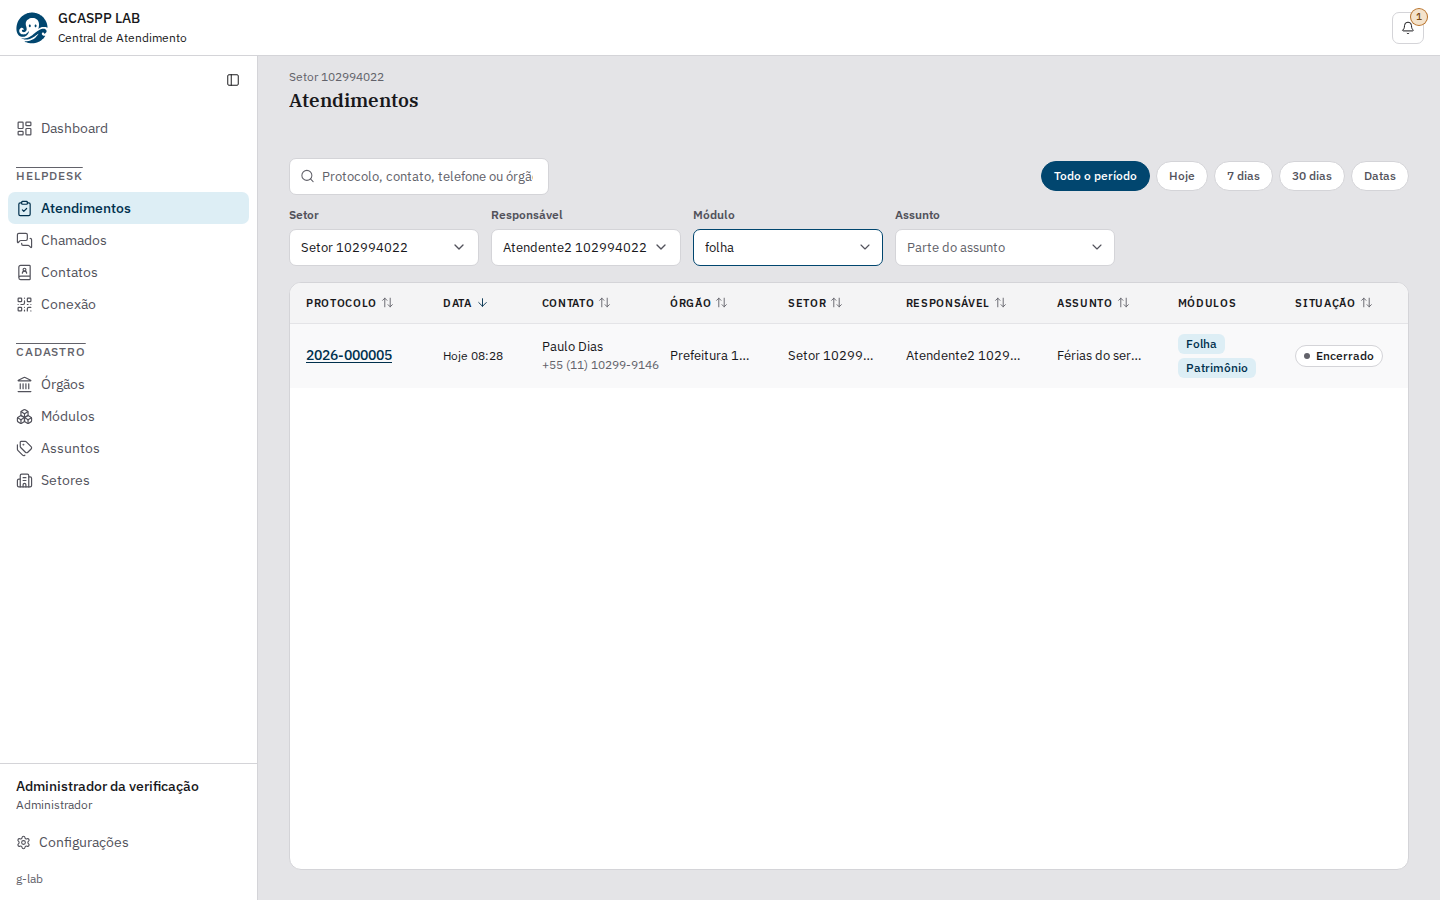 GCASPP LAB
Central de Atendimento
1
Dashboard
HELPDESK
Atendimentos
Chamados
Contatos
Conexão
CADASTRO
Órgãos
Módulos
Assuntos
Setores
Administrador da verificação
Administrador
Configurações
g-lab
Setor 102994022
Atendimentos
Protocolo, contato, telefone ou órgã
Todo o período Hoje 7 dias 30 dias Datas
Setor Responsável Módulo Assunto
Setor 102994022 Atendente2 102994022 folha Parte do assunto
PROTOCOLO DATA CONTATO ÓRGÃO SETOR RESPONSÁVEL ASSUNTO MÓDULOS SITUAÇÃO
2026-000005 Hoje 08:28 Paulo Dias Prefeitura 1... Setor 10299... Atendente2 1029... Férias do ser... Folha Encerrado
+55 (11) 10299-9146 Patrimônio